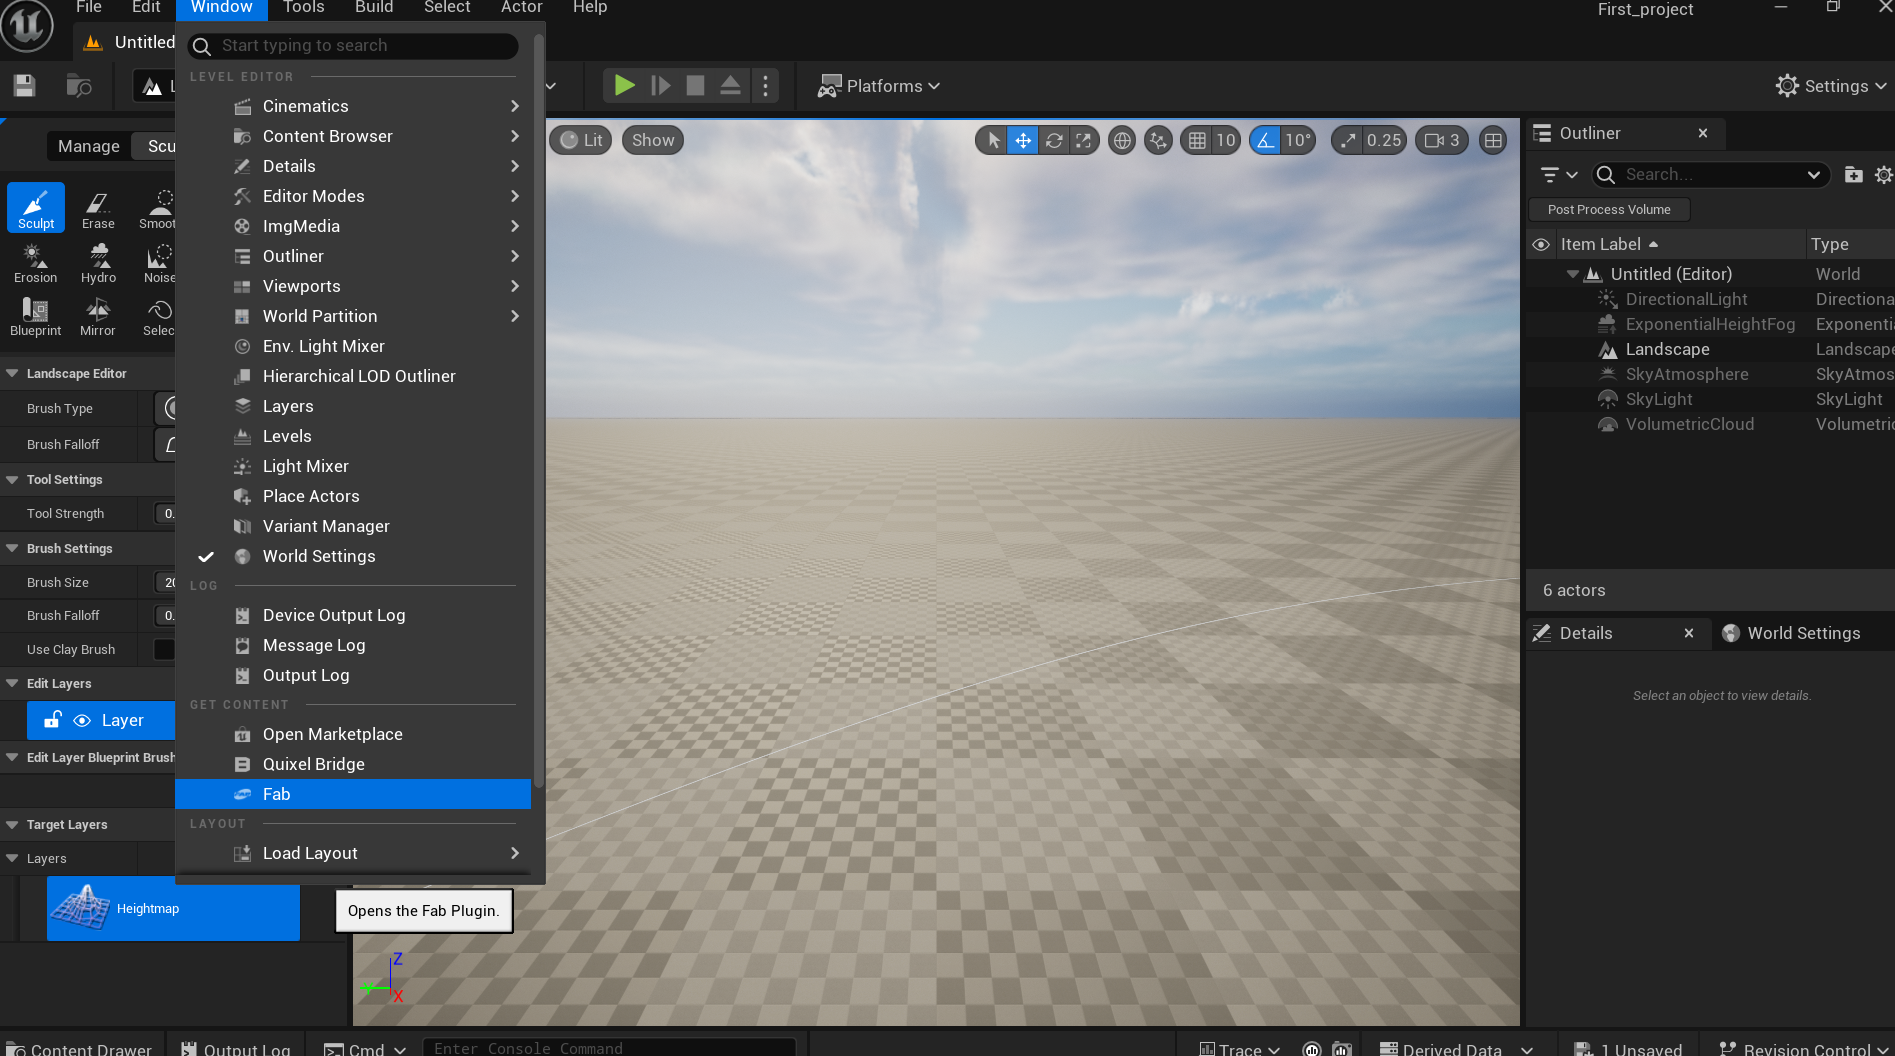 File Edit Window Tools Build Select Actor Help
First_project
Untitled
Start typing to search
LEVEL EDITOR
Cinematics
Content Browser
Details
Editor Modes
ImgMedia
Outliner
Viewports
World Partition
Env. Light Mixer
Hierarchical LOD Outliner
Layers
Levels
Light Mixer
Place Actors
Variant Manager
World Settings
LOG
Device Output Log
Message Log
Output Log
GET CONTENT
Open Marketplace
Quixel Bridge
Fab
LAYOUT
Load Layout
Opens the Fab Plugin.
Platforms
Settings
Manage Scu
Sculpt Erase Smoot
Erosion Hydro Noise
Blueprint Mirror Selec
Landscape Editor
Brush Type
Brush Falloff
Tool Settings
Tool Strength 0.
Brush Settings
Brush Size 20
Brush Falloff 0.
Use Clay Brush
Edit Layers
Layer
Edit Layer Blueprint Brush
Target Layers
Layers
Heightmap
Lit Show
10 10° 0.25 3
Z
Y
X
Outliner
Search...
Post Process Volume
Item Label Type
Untitled (Editor) World
DirectionalLight Directiona
ExponentialHeightFog Exponenti
Landscape Landscape
SkyAtmosphere SkyAtmos
SkyLight SkyLight
VolumetricCloud Volumetric
6 actors
Details World Settings
Select an object to view details.
Content Drawer Output Log Cmd Enter Console Command Trace Derived Data 1 Unsaved Revision Control